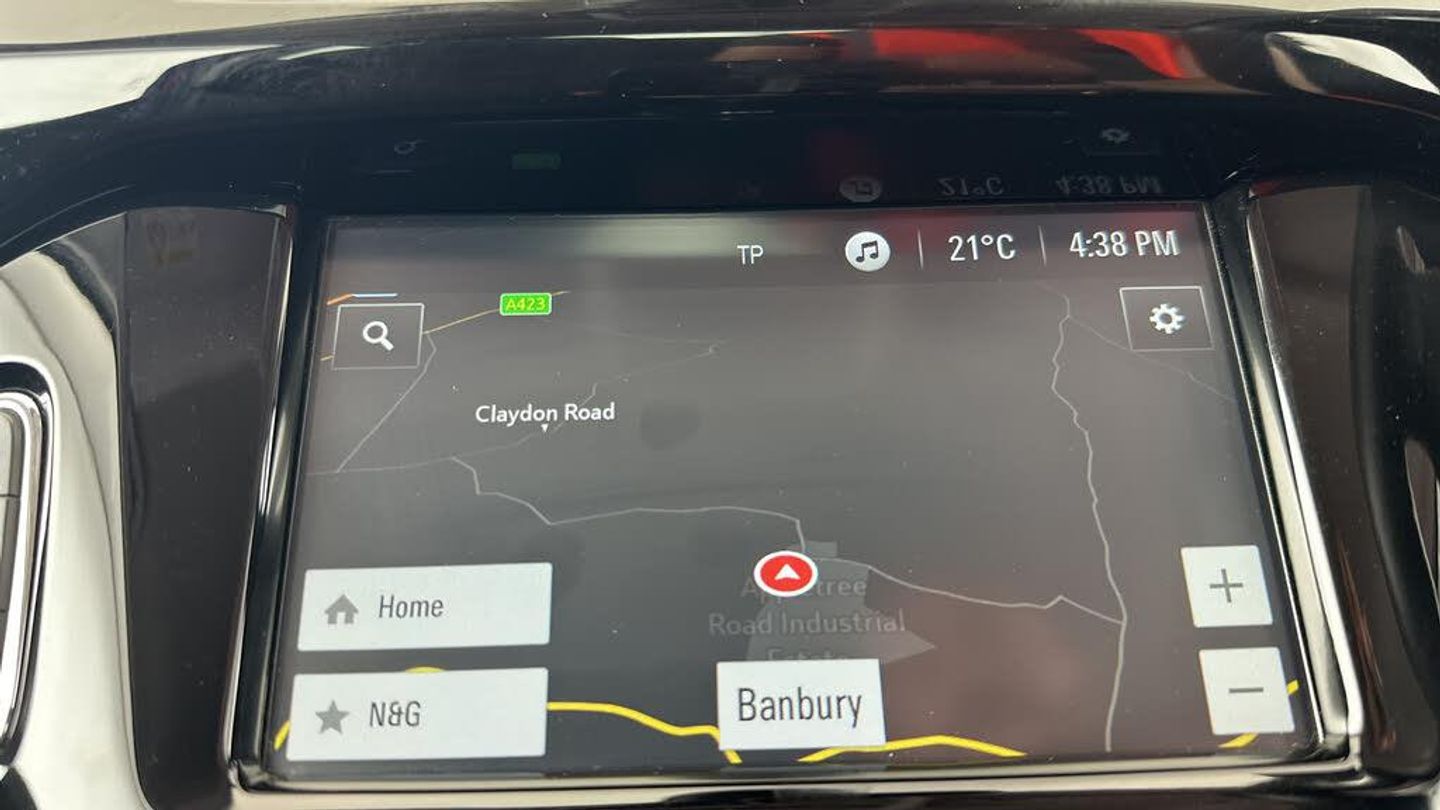 TP
21°C
4:38 PM
A423
Claydon Road
Home
Road Industrial
N&G
Banbury